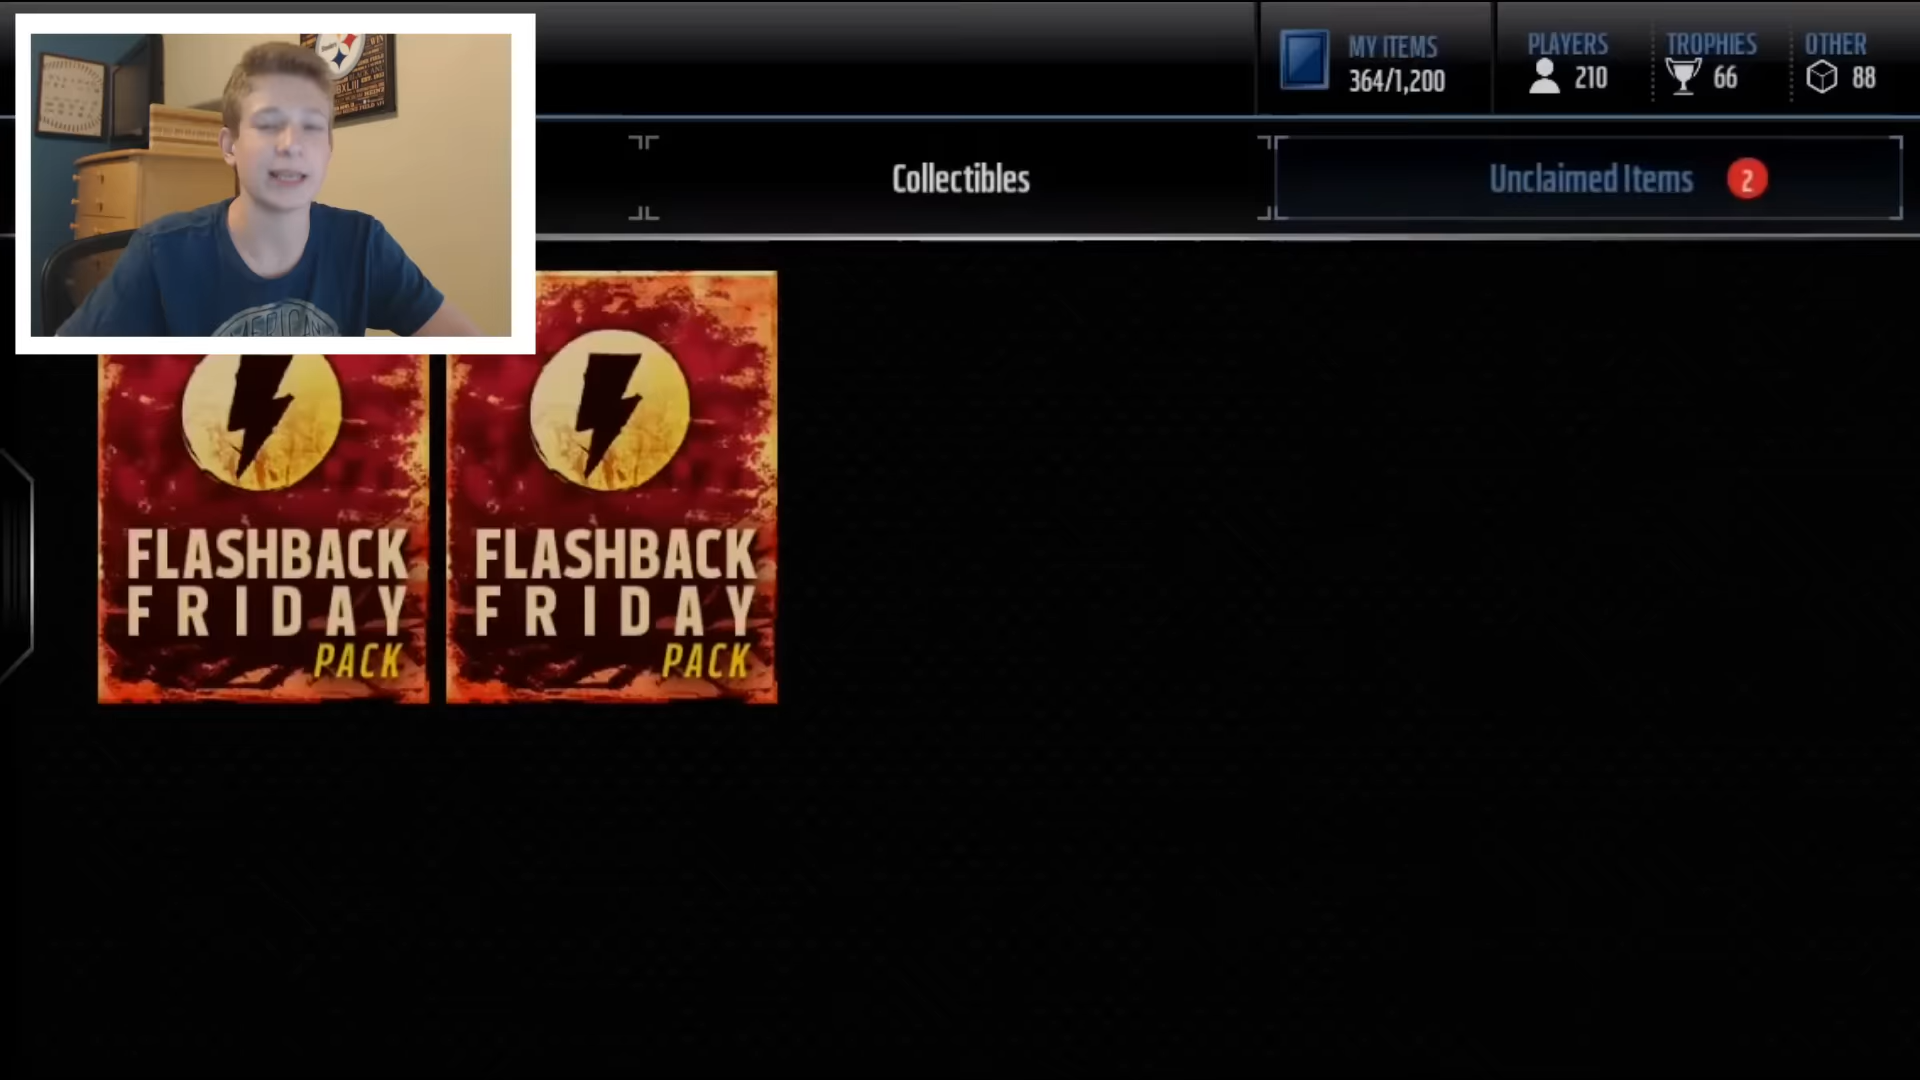 MY ITEMS
364/1,200
PLAYERS
210
TROPHIES
66
OTHER
88
Collectibles
Unclaimed Items 2
FLASHBACK
FRIDAY
PACK
FLASHBACK
FRIDAY
PACK
AMERICAN